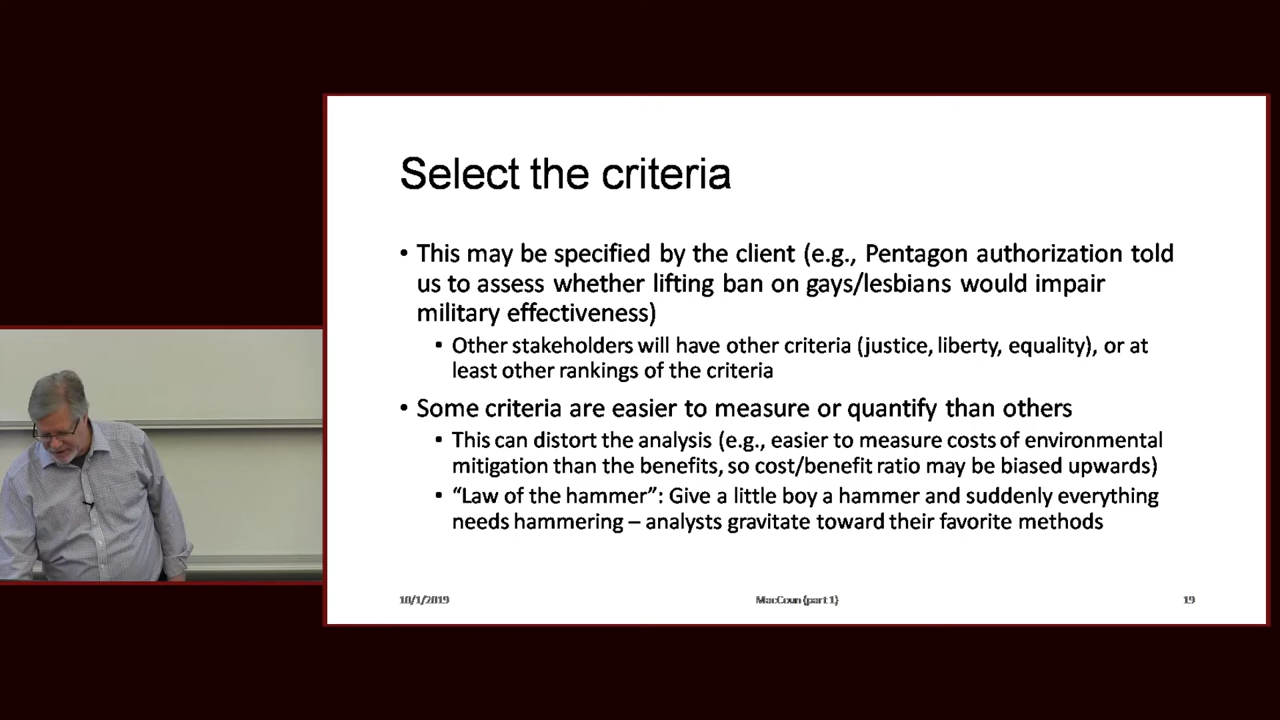 Select the criteria
• This may be specified by the client (e.g., Pentagon authorization told
us to assess whether lifting ban on gays/lesbians would impair
military effectiveness)
▪ Other stakeholders will have other criteria (justice, liberty, equality), or at
least other rankings of the criteria
• Some criteria are easier to measure or quantify than others
▪ This can distort the analysis (e.g., easier to measure costs of environmental
mitigation than the benefits, so cost/benefit ratio may be biased upwards)
▪ “Law of the hammer”: Give a little boy a hammer and suddenly everything
needs hammering – analysts gravitate toward their favorite methods
10/1/2019
MacCoun (part 1)
19